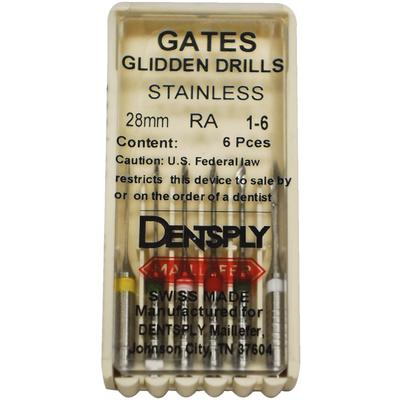 GATES
GLIDDEN DRILLS
STAINLESS
28mm RA 1-6
Content: 6 Pces
Caution: U.S. Federal law
restricts this device to sale by
or on the order of a dentist
DENTSPLY
MAILLEFER
SWISS MADE
Manufactured for
DENTSPLY Maillefer,
Johnson City, TN 37604